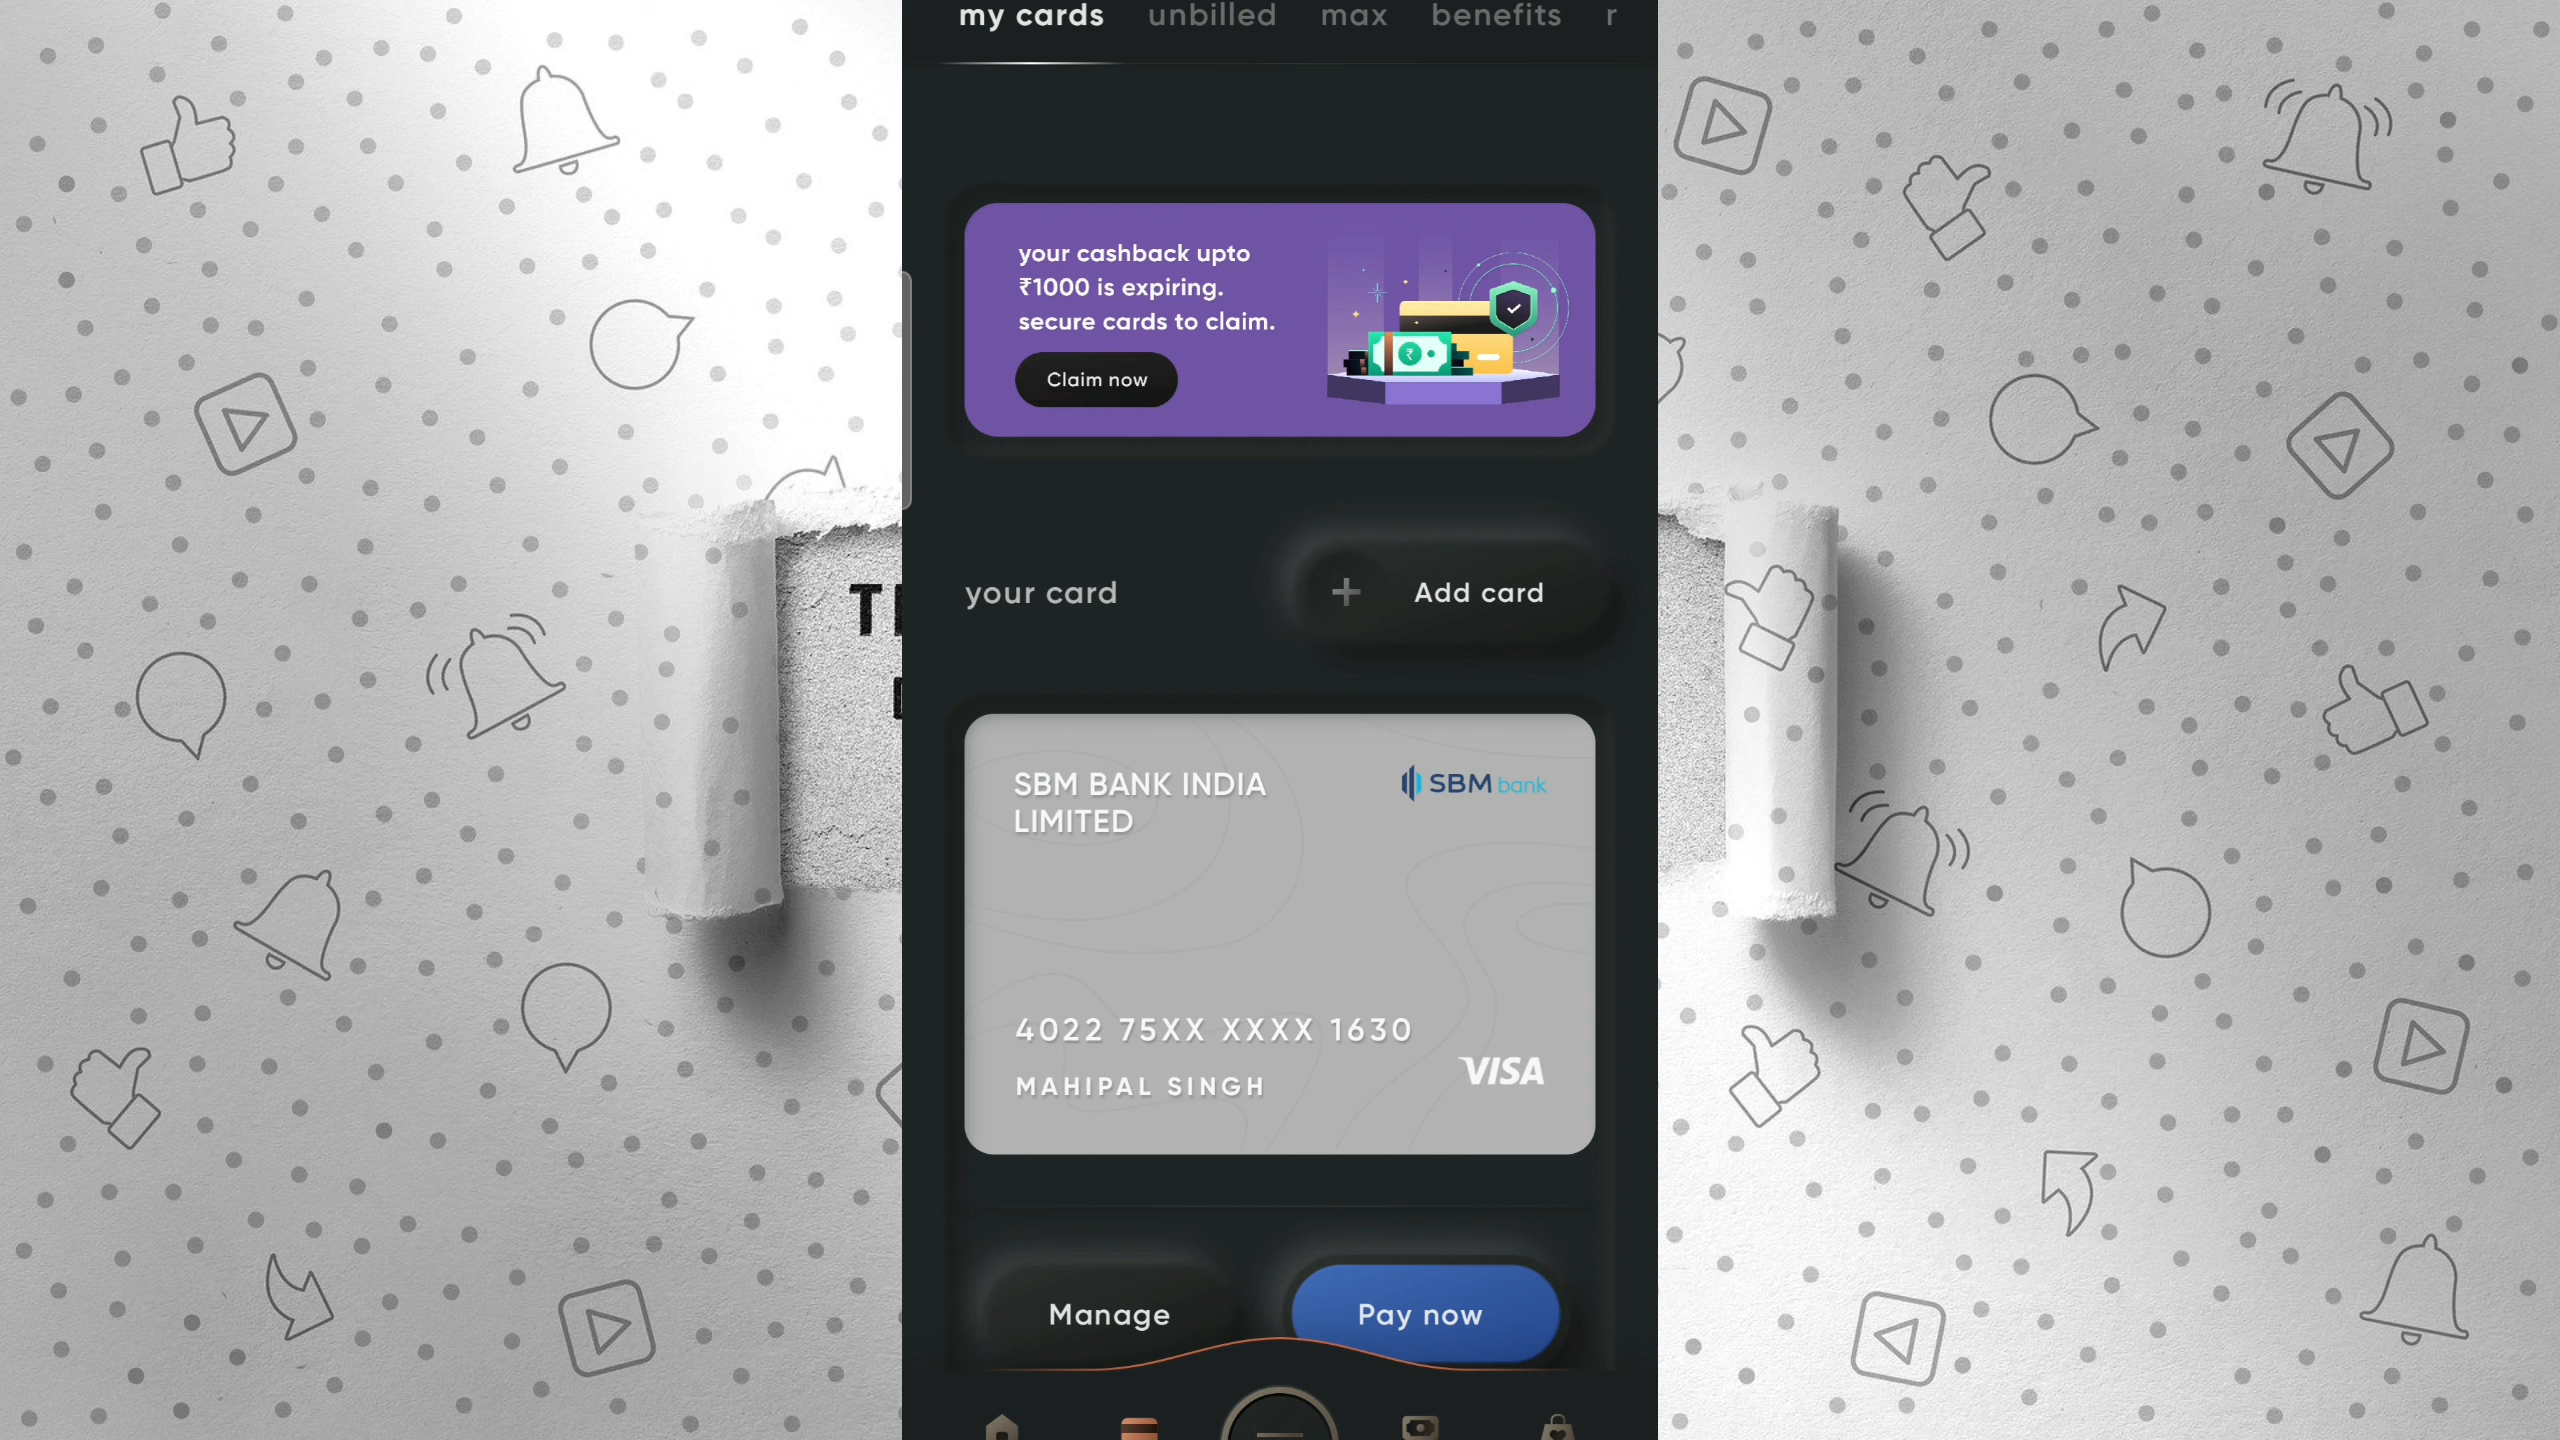 my cards unbilled max benefits r
your cashback upto
₹1000 is expiring.
secure cards to claim.
Claim now
your card
+ Add card
SBM BANK INDIA
LIMITED
SBM bank
4022 75XX XXXX 1630
MAHIPAL SINGH
VISA
Manage
Pay now